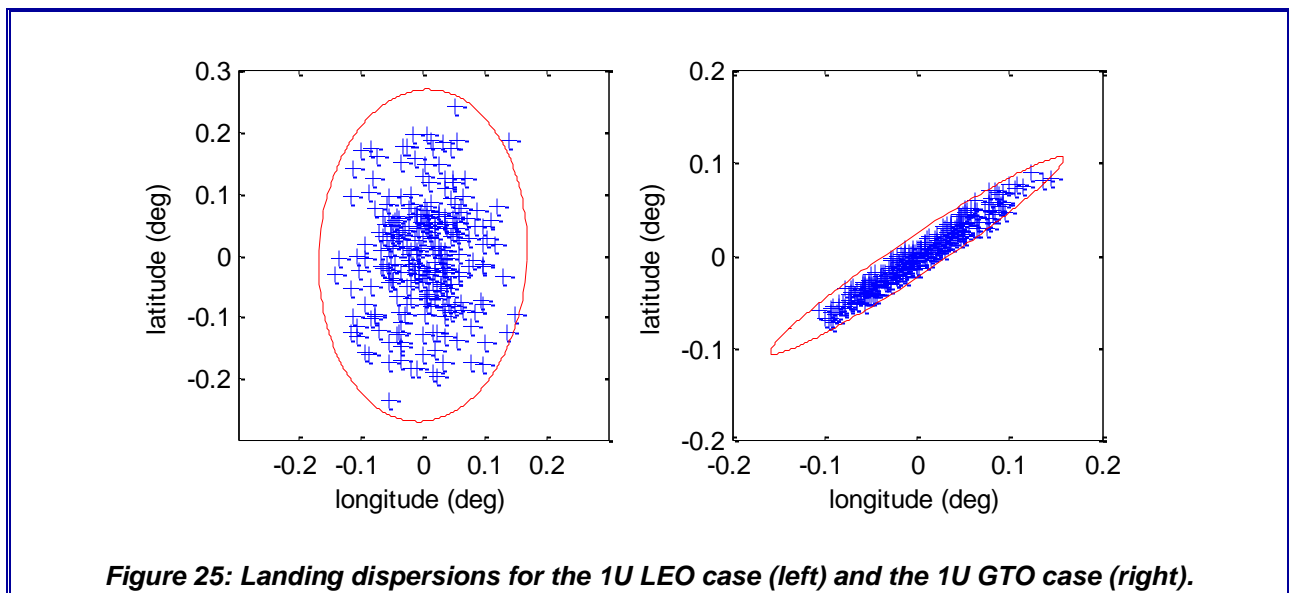 0.3
0.2
0.1
0
-0.1
-0.2
latitude (deg)
-0.2 -0.1 0 0.1 0.2
longitude (deg)
0.2
0.1
0
-0.1
-0.2
latitude (deg)
-0.2 -0.1 0 0.1 0.2
longitude (deg)
Figure 25: Landing dispersions for the 1U LEO case (left) and the 1U GTO case (right).